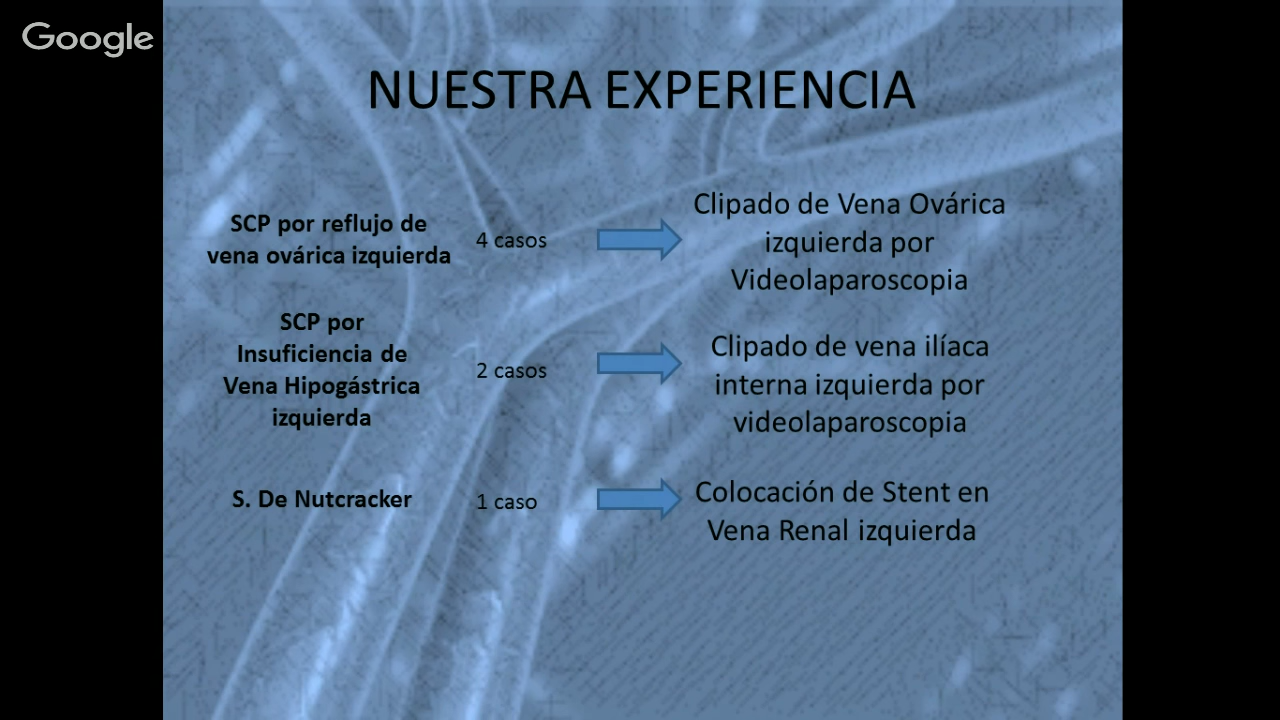 Google
NUESTRA EXPERIENCIA
SCP por reflujo de
vena ovárica izquierda
4 casos
Clipado de Vena Ovárica
izquierda por
Videolaparoscopia
SCP por
Insuficiencia de
Vena Hipogástrica
izquierda
2 casos
Clipado de vena ilíaca
interna izquierda por
videolaparoscopia
S. De Nutcracker
1 caso
Colocación de Stent en
Vena Renal izquierda